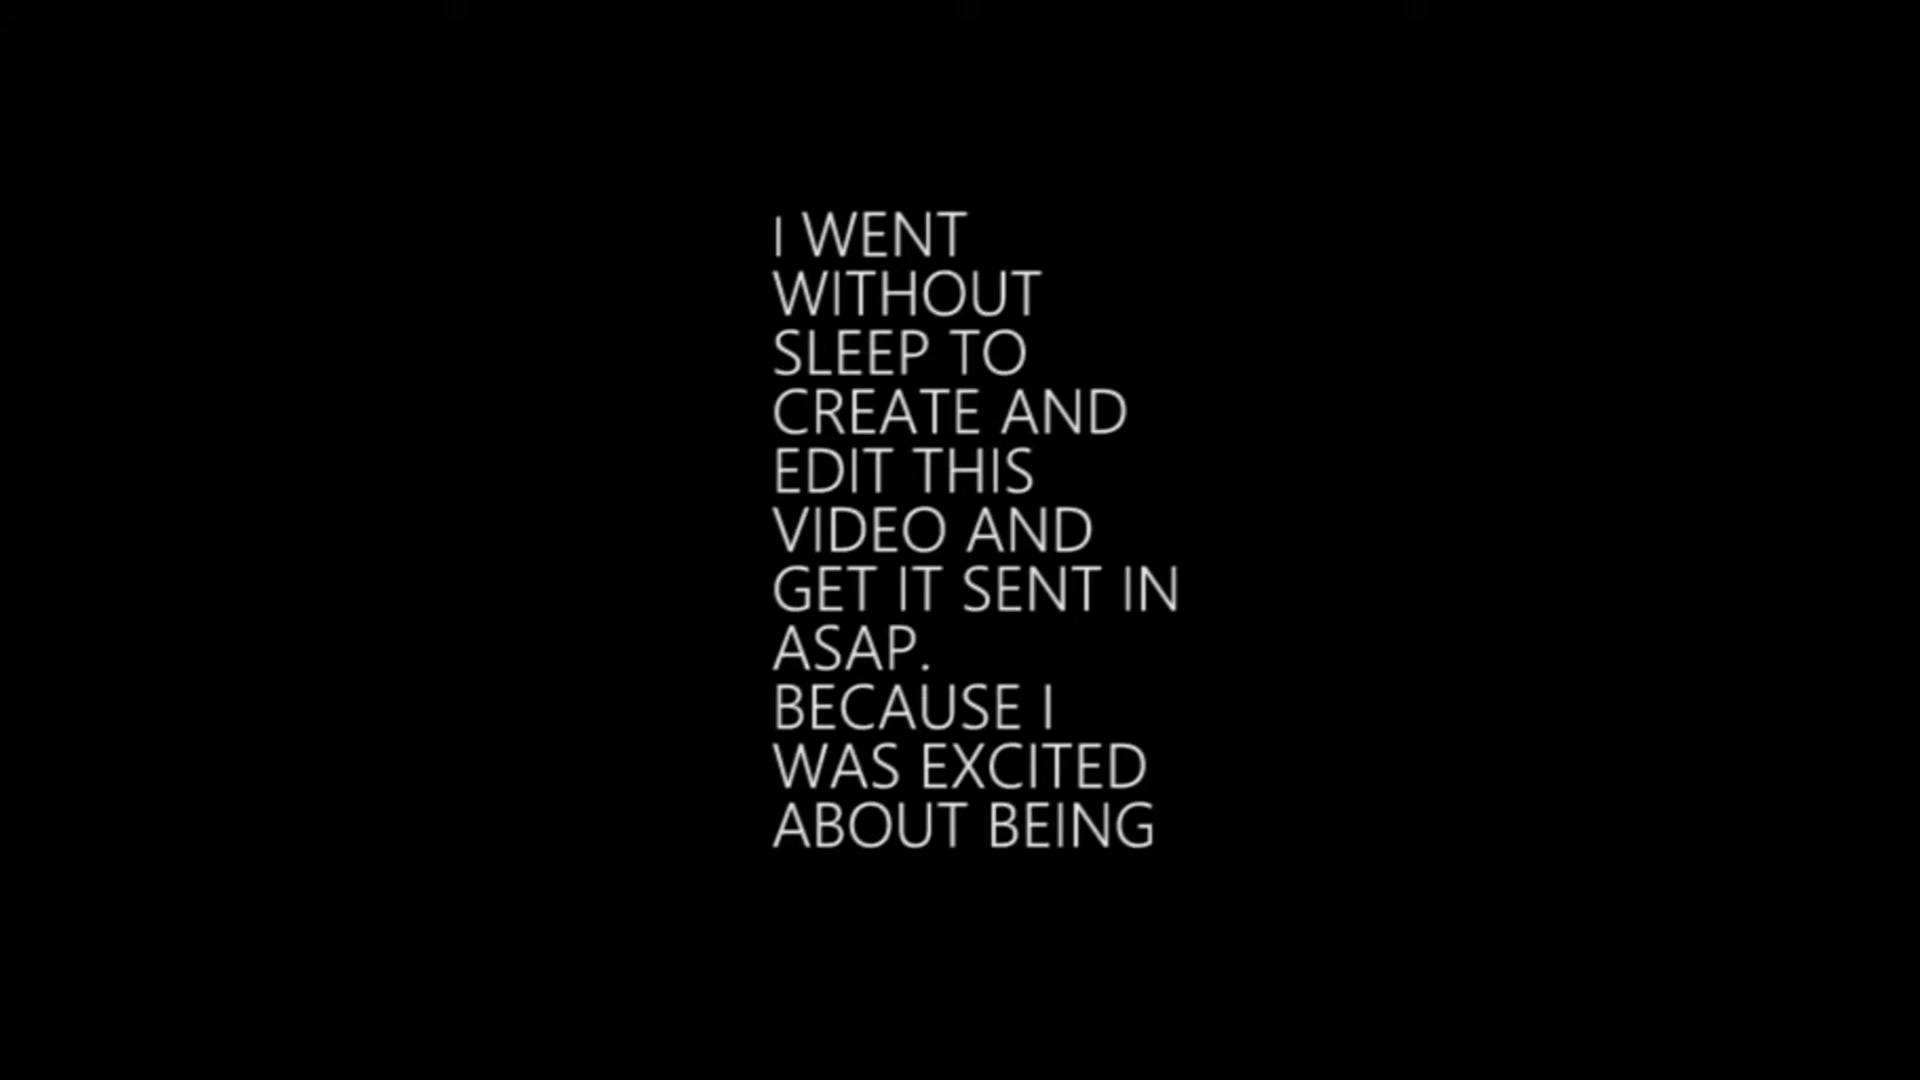 I WENT
WITHOUT
SLEEP TO
CREATE AND
EDIT THIS
VIDEO AND
GET IT SENT IN
ASAP.
BECAUSE I
WAS EXCITED
ABOUT BEING